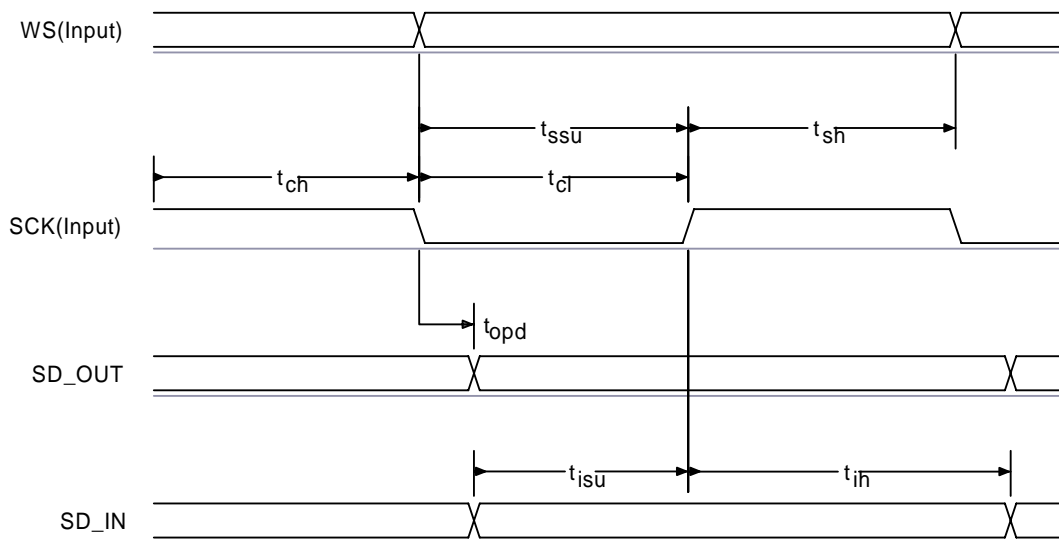 WS(Input)
tssu
tsh
tch
tcl
SCK(Input)
topd
SD_OUT
tisu
tih
SD_IN